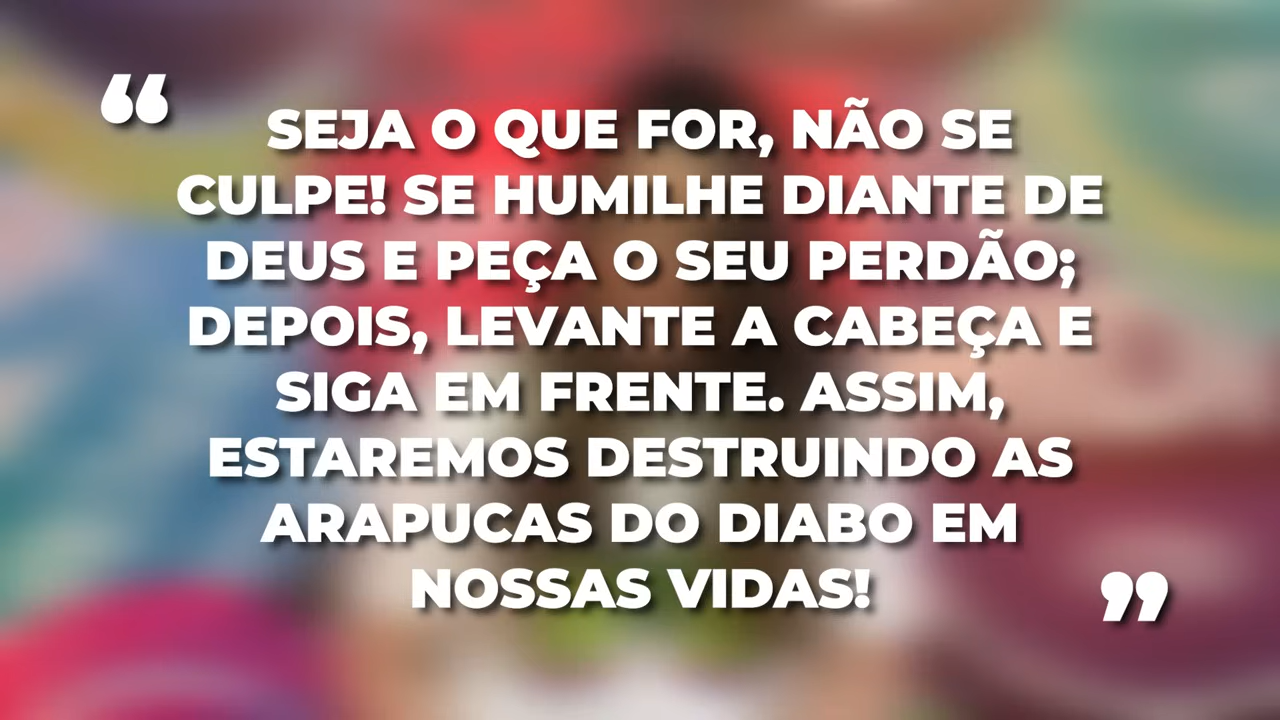 “
SEJA O QUE FOR, NÃO SE
CULPE! SE HUMILHE DIANTE DE
DEUS E PEÇA O SEU PERDÃO;
DEPOIS, LEVANTE A CABEÇA E
SIGA EM FRENTE. ASSIM,
ESTAREMOS DESTRUINDO AS
ARAPUCAS DO DIABO EM
NOSSAS VIDAS!
”